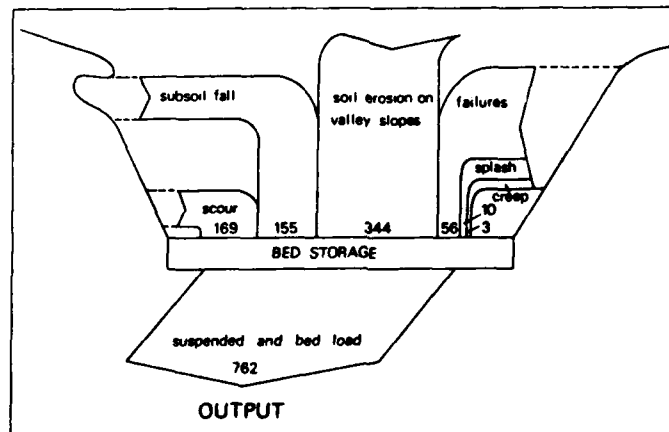 subsoil fall
soil erosion on
valley slopes
failures
splash
creep
scour
10
169
155
344
56
3
BED STORAGE
suspended and bed load
762
OUTPUT